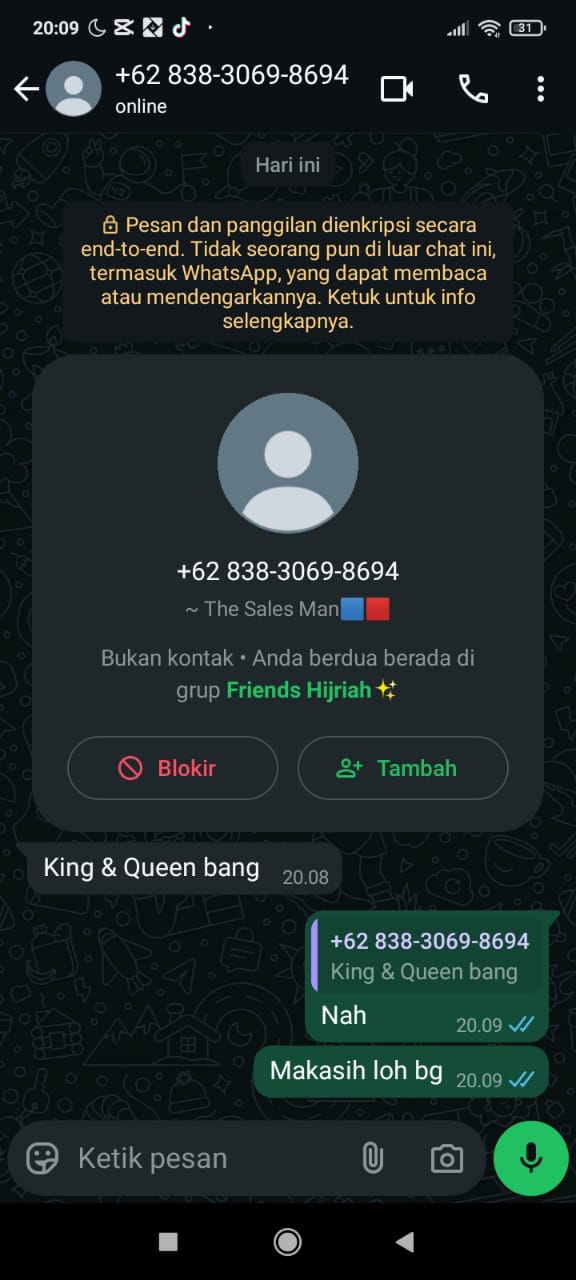 20:09
31
+62 838-3069-8694
online
Hari ini
Pesan dan panggilan dienkripsi secara
end-to-end. Tidak seorang pun di luar chat ini,
termasuk WhatsApp, yang dapat membaca
atau mendengarkannya. Ketuk untuk info
selengkapnya.
+62 838-3069-8694
~ The Sales Man🟦🟥
Bukan kontak • Anda berdua berada di
grup Friends Hijriah✨
Blokir
Tambah
King & Queen bang 20.08
+62 838-3069-8694
King & Queen bang
Nah 20.09
Makasih loh bg 20.09
Ketik pesan